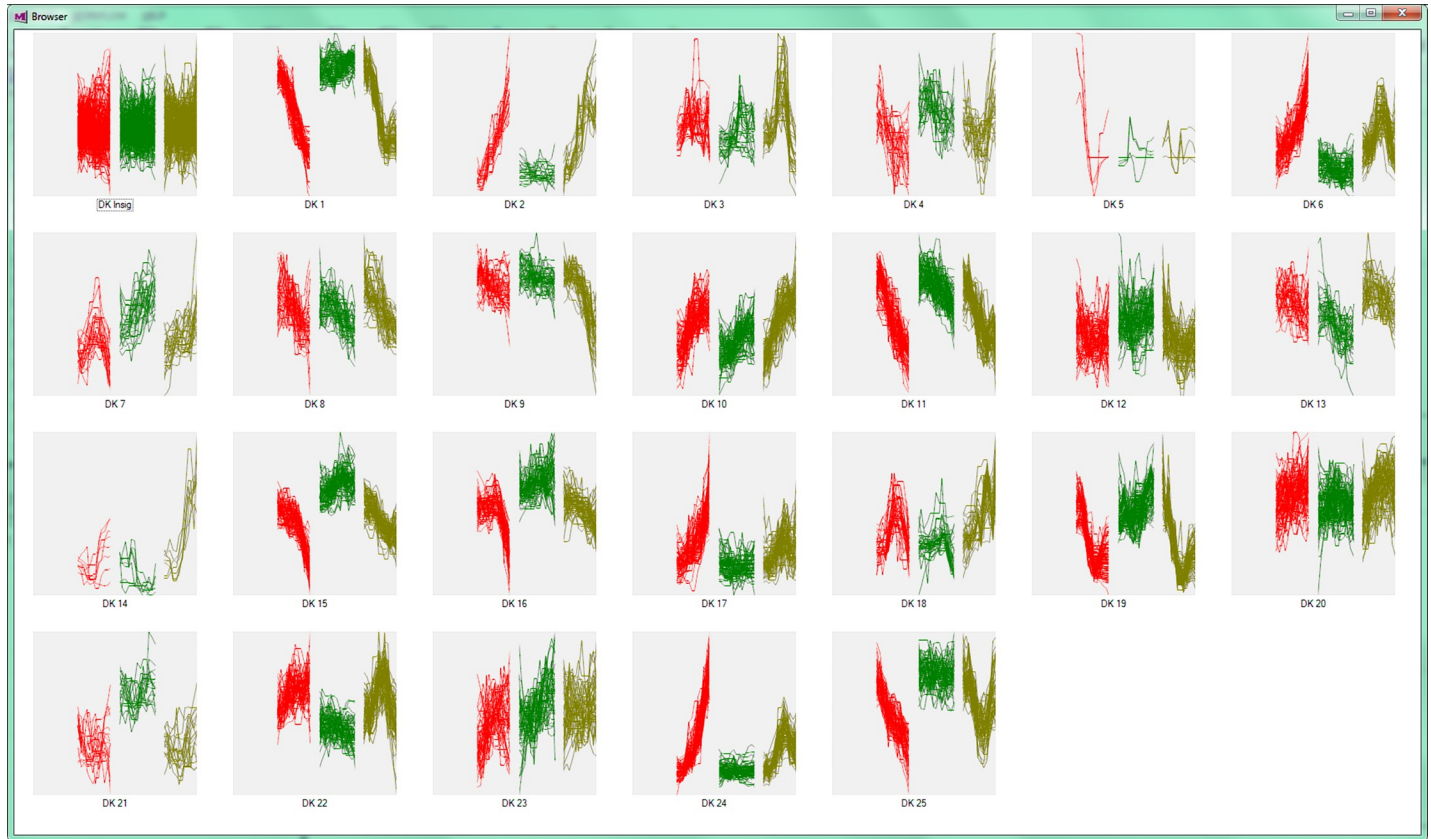 Browser
DK Insig
DK 1
DK 2
DK 3
DK 4
DK 5
DK 6
DK 7
DK 8
DK 9
DK 10
DK 11
DK 12
DK 13
DK 14
DK 15
DK 16
DK 17
DK 18
DK 19
DK 20
DK 21
DK 22
DK 23
DK 24
DK 25